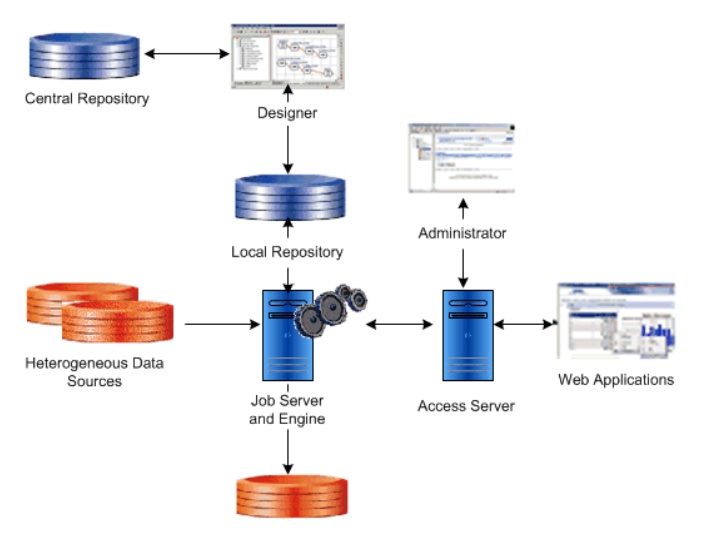 Central Repository
Designer
Administrator
Local Repository
Heterogeneous Data
Sources
Job Server
and Engine
Access Server
Web Applications